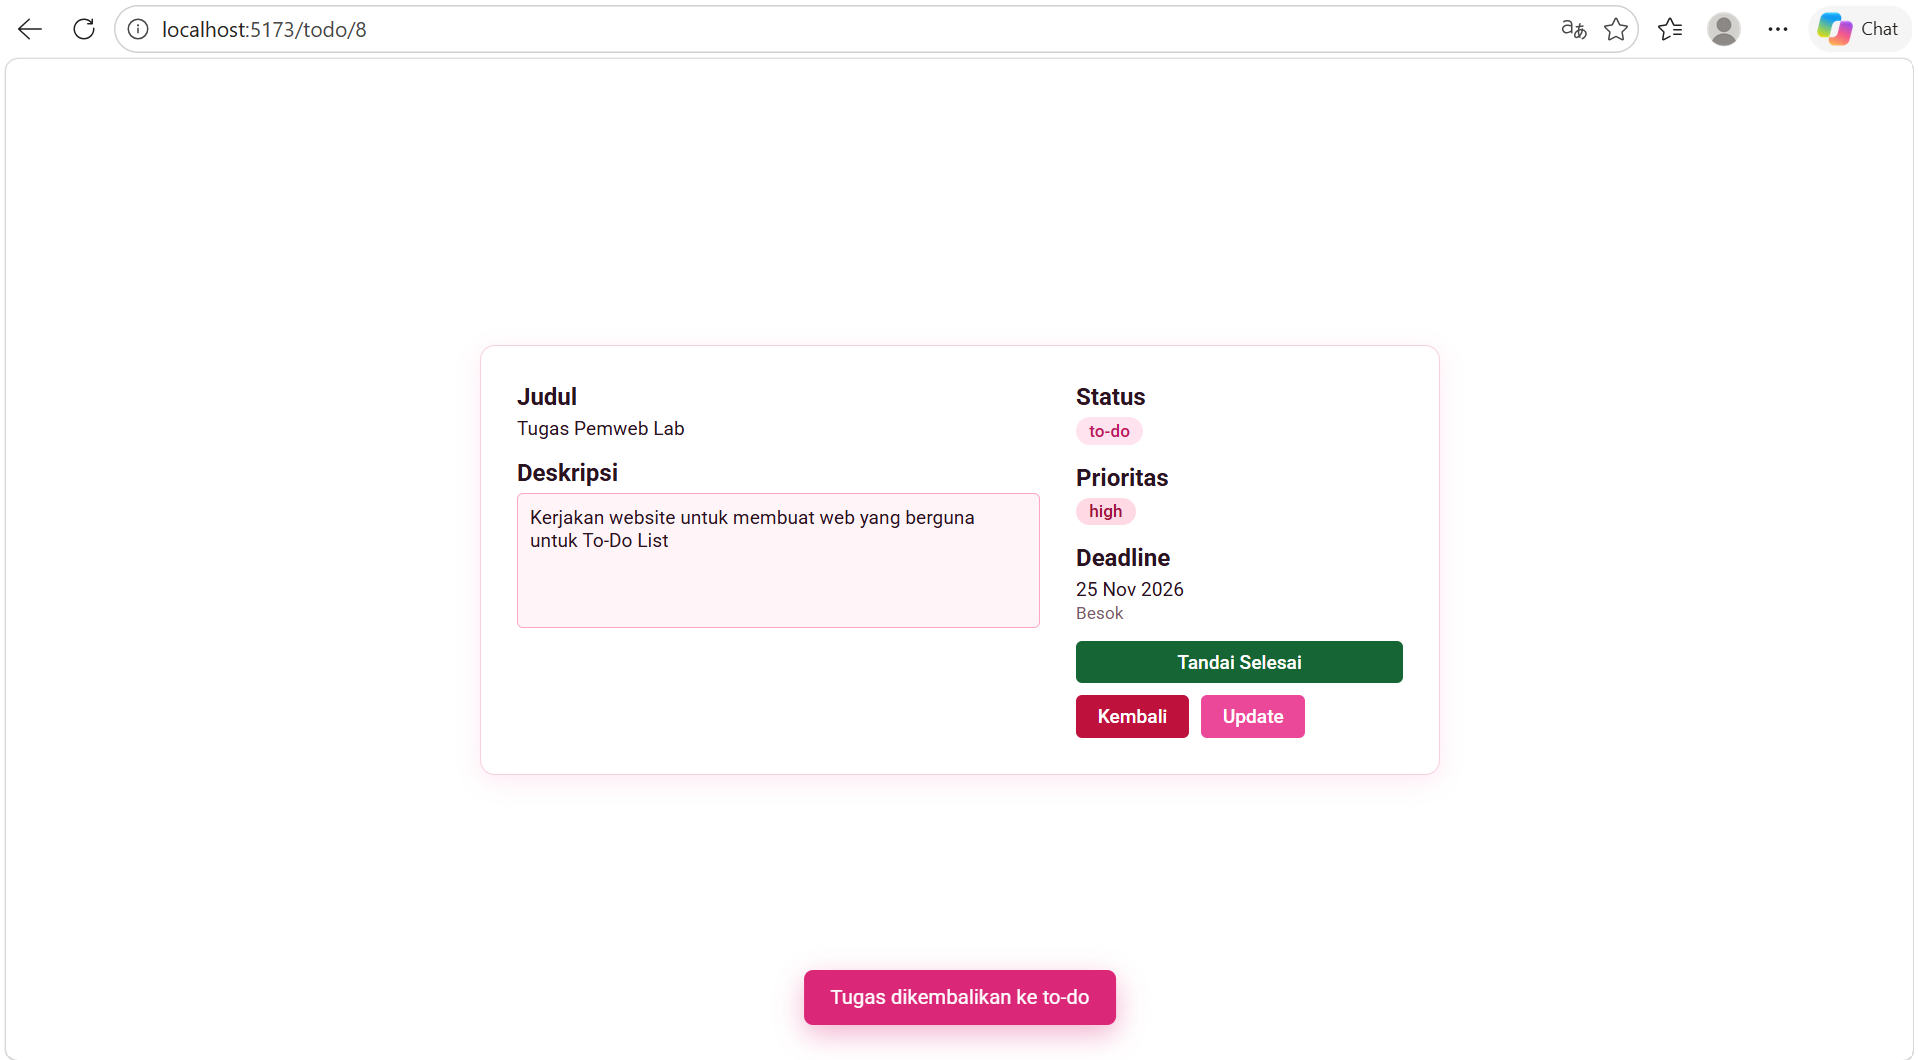 localhost:5173/todo/8
Chat
Judul
Tugas Pemweb Lab
Deskripsi
Kerjakan website untuk membuat web yang berguna
untuk To-Do List
Status
to-do
Prioritas
high
Deadline
25 Nov 2026
Besok
Tandai Selesai
Kembali
Update
Tugas dikembalikan ke to-do